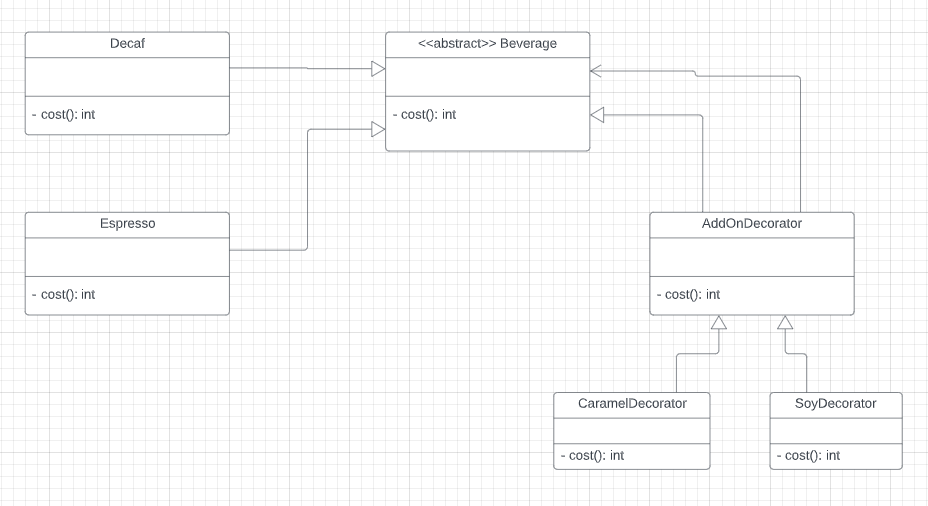 Decaf
- cost(): int
<<abstract>> Beverage
- cost(): int
Espresso
- cost(): int
AddOnDecorator
- cost(): int
CaramelDecorator
- cost(): int
SoyDecorator
- cost(): int